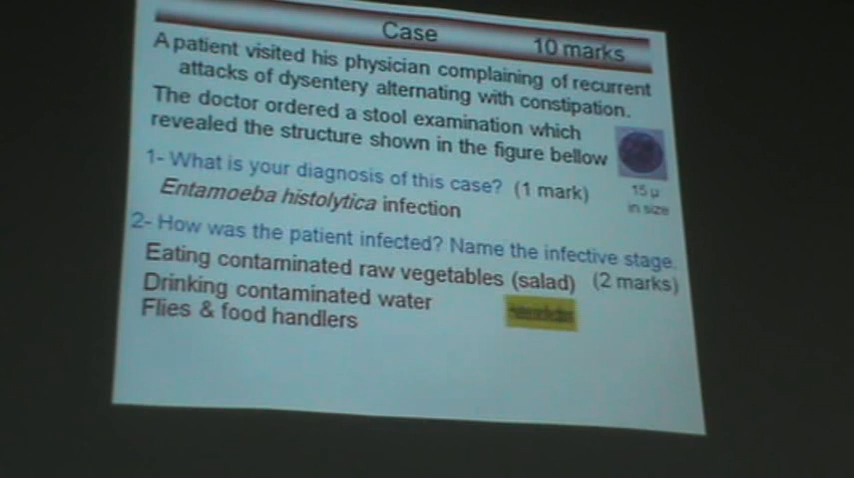 Case
10 marks
A patient visited his physician complaining of recurrent
attacks of dysentery alternating with constipation.
The doctor ordered a stool examination which
revealed the structure shown in the figure bellow
15 μ
in size
1- What is your diagnosis of this case? (1 mark)
Entamoeba histolytica infection
2- How was the patient infected? Name the infective stage.
Eating contaminated raw vegetables (salad) (2 marks)
Drinking contaminated water
Flies & food handlers